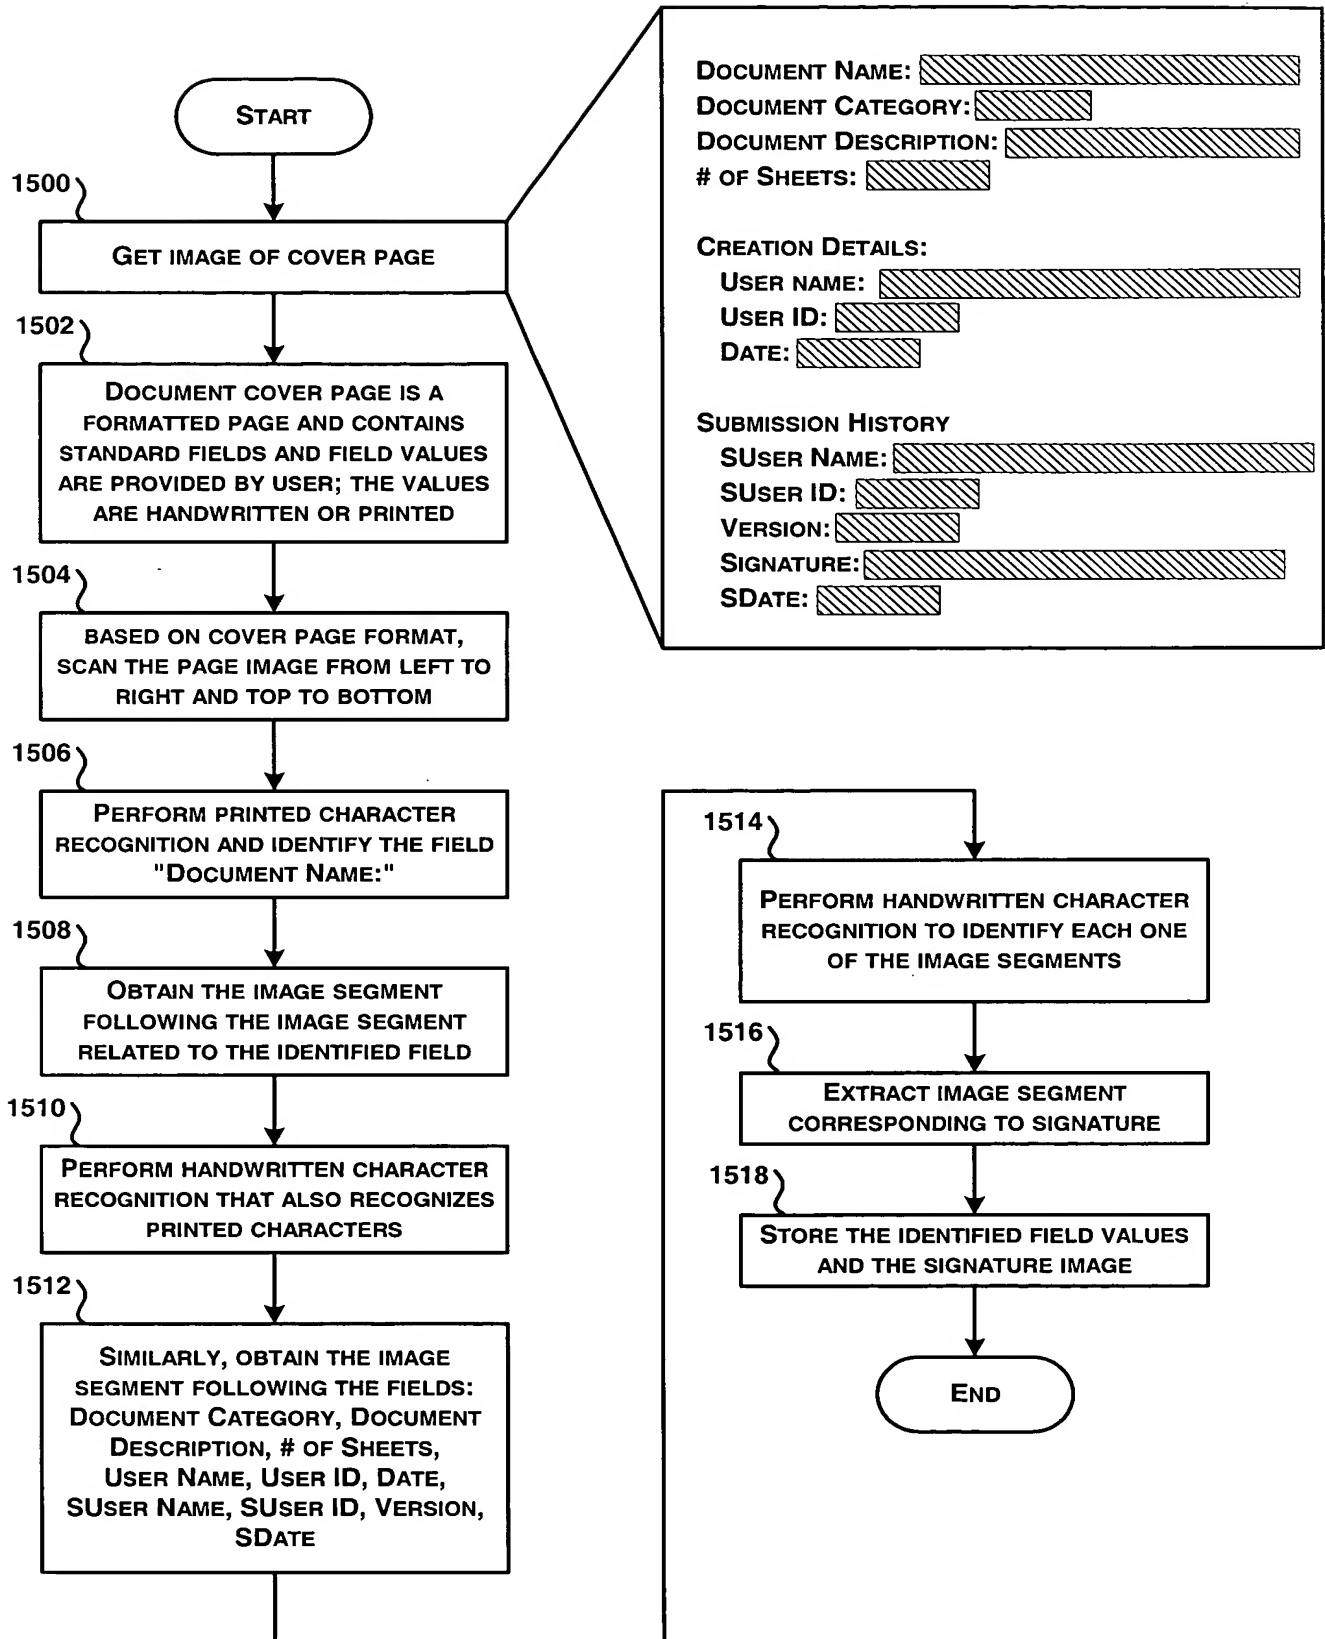 START
1500
GET IMAGE OF COVER PAGE
1502
DOCUMENT COVER PAGE IS A
FORMATTED PAGE AND CONTAINS
STANDARD FIELDS AND FIELD VALUES
ARE PROVIDED BY USER; THE VALUES
ARE HANDWRITTEN OR PRINTED
1504
BASED ON COVER PAGE FORMAT,
SCAN THE PAGE IMAGE FROM LEFT TO
RIGHT AND TOP TO BOTTOM
1506
PERFORM PRINTED CHARACTER
RECOGNITION AND IDENTIFY THE FIELD
"DOCUMENT NAME:"
1508
OBTAIN THE IMAGE SEGMENT
FOLLOWING THE IMAGE SEGMENT
RELATED TO THE IDENTIFIED FIELD
1510
PERFORM HANDWRITTEN CHARACTER
RECOGNITION THAT ALSO RECOGNIZES
PRINTED CHARACTERS
1512
SIMILARLY, OBTAIN THE IMAGE
SEGMENT FOLLOWING THE FIELDS:
DOCUMENT CATEGORY, DOCUMENT
DESCRIPTION, # OF SHEETS,
USER NAME, USER ID, DATE,
SUSER NAME, SUSER ID, VERSION,
SDATE
DOCUMENT NAME:
DOCUMENT CATEGORY:
DOCUMENT DESCRIPTION:
# OF SHEETS:
CREATION DETAILS:
USER NAME:
USER ID:
DATE:
SUBMISSION HISTORY
SUSER NAME:
SUSER ID:
VERSION:
SIGNATURE:
SDATE:
1514
PERFORM HANDWRITTEN CHARACTER
RECOGNITION TO IDENTIFY EACH ONE
OF THE IMAGE SEGMENTS
1516
EXTRACT IMAGE SEGMENT
CORRESPONDING TO SIGNATURE
1518
STORE THE IDENTIFIED FIELD VALUES
AND THE SIGNATURE IMAGE
END